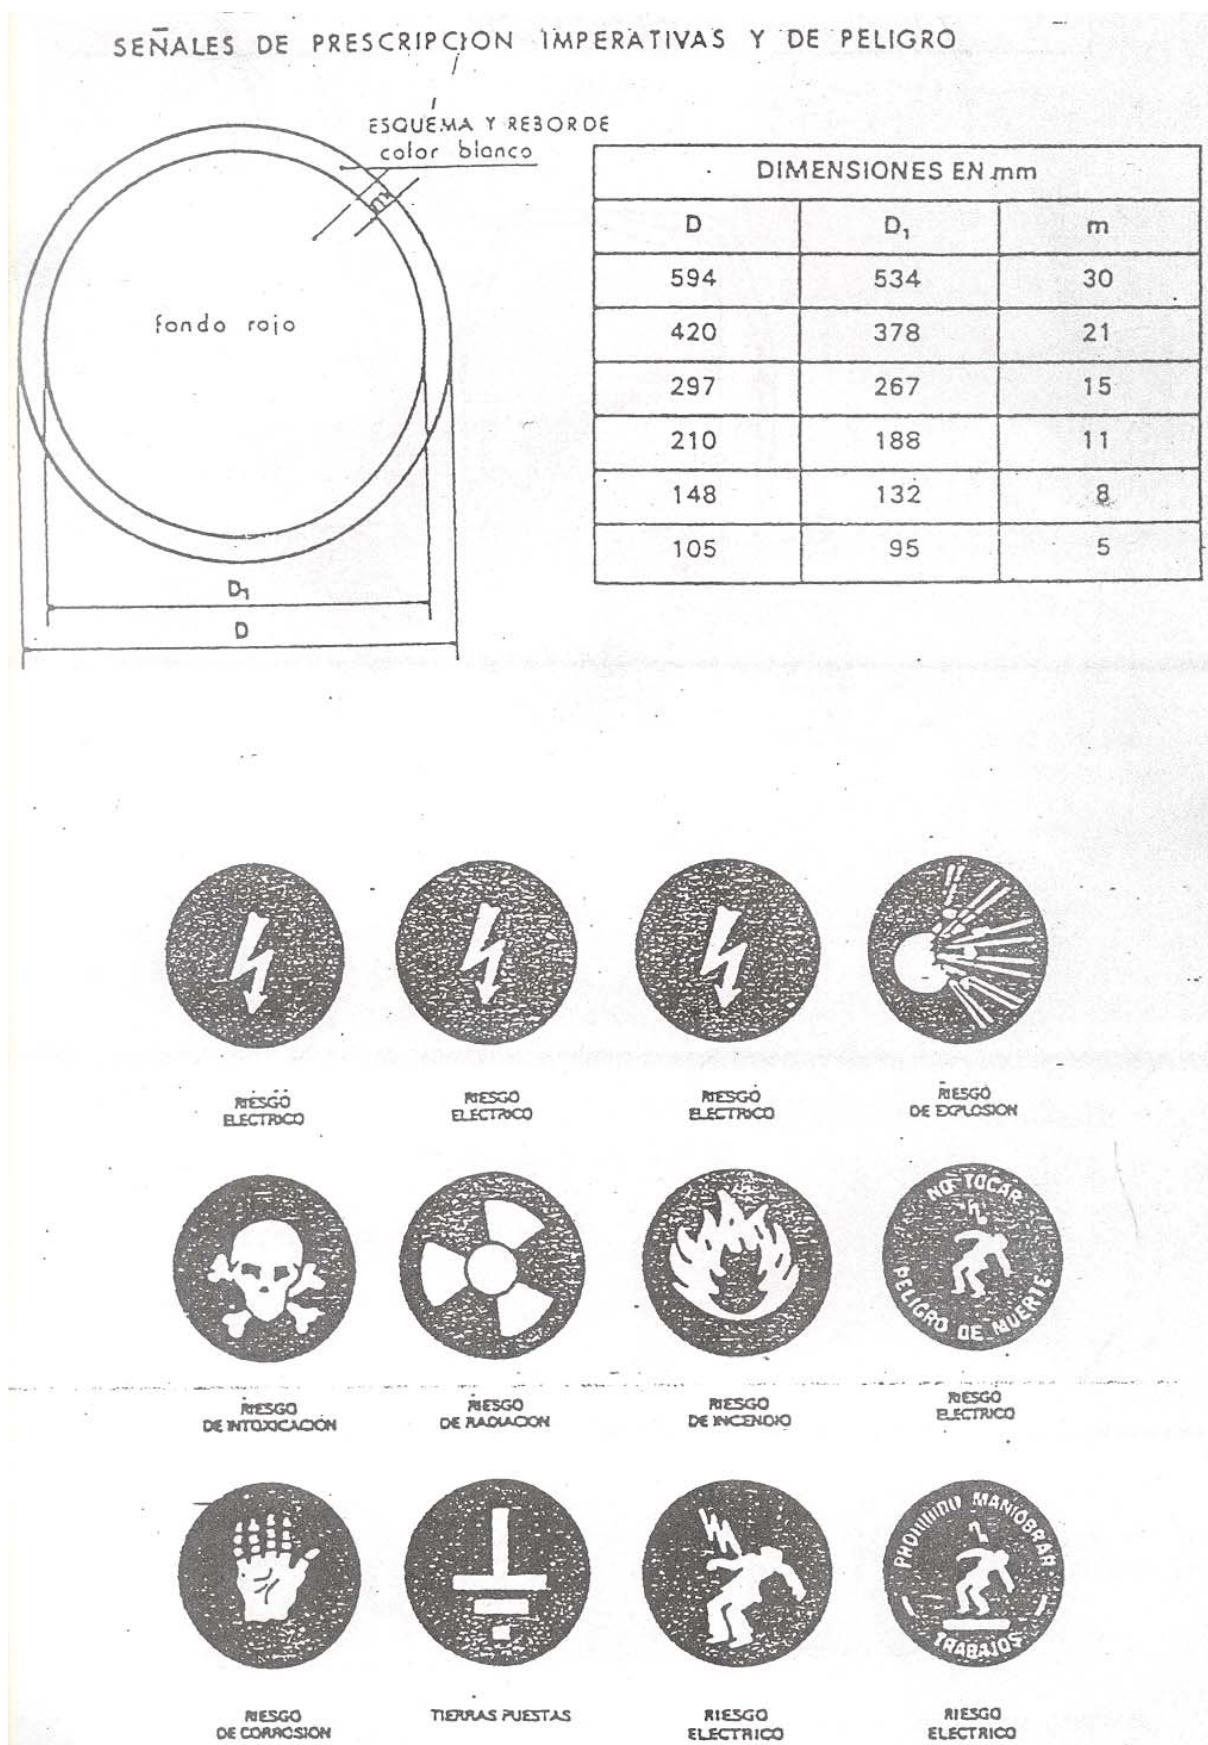 SEÑALES DE PRESCRIPCION IMPERATIVAS Y DE PELIGRO
ESQUEMA Y REBORDE
color blanco
m
fondo rojo
D₁
D
DIMENSIONES EN mm
D D₁ m
594 534 30
420 378 21
297 267 15
210 188 11
148 132 8
105 95 5
RIESGO
ELECTRICO
RIESGO
ELECTRICO
RIESGO
ELECTRICO
RIESGO
DE EXPLOSION
NO TOCAR
PELIGRO DE MUERTE
RIESGO
DE INTOXICACIÓN
RIESGO
DE RADIACION
RIESGO
DE INCENDIO
RIESGO
ELECTRICO
PROHIBIDO MANIOBRAR
TRABAJOS
RIESGO
DE CORROSION
TIERRAS PUESTAS
RIESGO
ELECTRICO
RIESGO
ELECTRICO